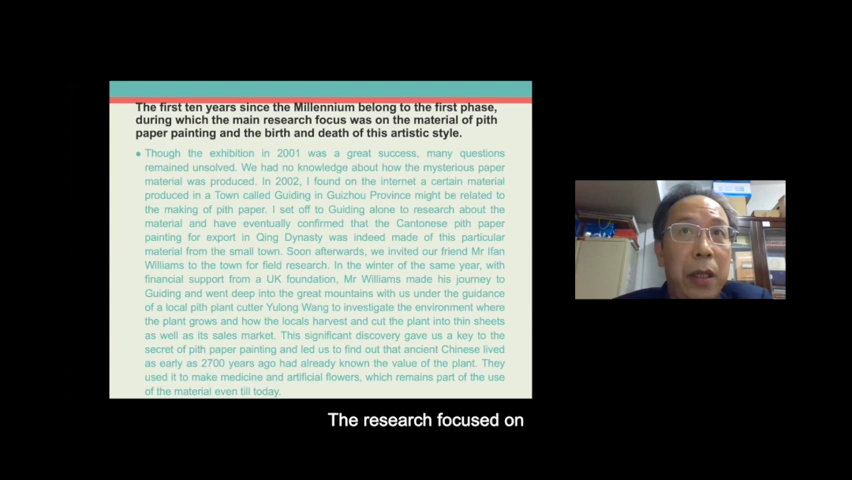 The first ten years since the Millennium belong to the first phase,
during which the main research focus was on the material of pith
paper painting and the birth and death of this artistic style.
Though the exhibition in 2001 was a great success, many questions
remained unsolved. We had no knowledge about how the mysterious paper
material was produced. In 2002, I found on the internet a certain material
produced in a Town called Guiding in Guizhou Province might be related to
the making of pith paper. I set off to Guiding alone to research about the
material and have eventually confirmed that the Cantonese pith paper
painting for export in Qing Dynasty was indeed made of this particular
material from the small town. Soon afterwards, we invited our friend Mr Ifan
Williams to the town for field research. In the winter of the same year, with
financial support from a UK foundation, Mr Williams made his journey to
Guiding and went deep into the great mountains with us under the guidance
of a local pith plant cutter Yulong Wang to investigate the environment where
the plant grows and how the locals harvest and cut the plant into thin sheets
as well as its sales market. This significant discovery gave us a key to the
secret of pith paper painting and led us to find out that ancient Chinese lived
as early as 2700 years ago had already known the value of the plant. They
used it to make medicine and artificial flowers, which remains part of the use
of the material even till today.
The research focused on